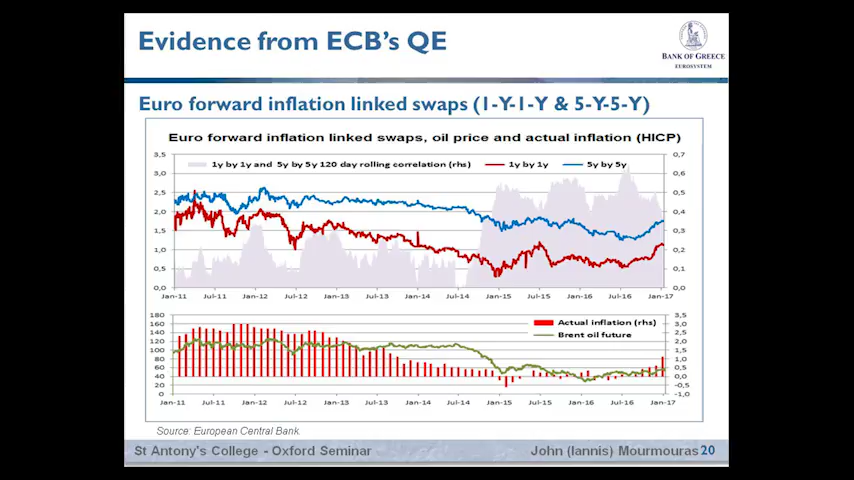 Evidence from ECB's QE
BANK OF GREECE
EUROSYSTEM
Euro forward inflation linked swaps (1-Y-1-Y & 5-Y-5-Y)
Euro forward inflation linked swaps, oil price and actual inflation (HICP)
1y by 1y and 5y by 5y 120 day rolling correlation (rhs) 1y by 1y 5y by 5y
3,5 0,7
3,0 0,6
2,5 0,5
2,0 0,4
1,5 0,3
1,0 0,2
0,5 0,1
0,0 0,0
Jan-11 Jul-11 Jan-12 Jul-12 Jan-13 Jul-13 Jan-14 Jul-14 Jan-15 Jul-15 Jan-16 Jul-16 Jan-17
Actual inflation (rhs)
Brent oil future
180 3,5
160 3,0
140 2,5
120 2,0
100 1,5
80 1,0
60 0,5
40 0,0
20 -0,5
0 -1,0
Jan-11 Jul-11 Jan-12 Jul-12 Jan-13 Jul-13 Jan-14 Jul-14 Jan-15 Jul-15 Jan-16 Jul-16 Jan-17
Source: European Central Bank.
St Antony's College - Oxford Seminar John (Iannis) Mourmouras 20